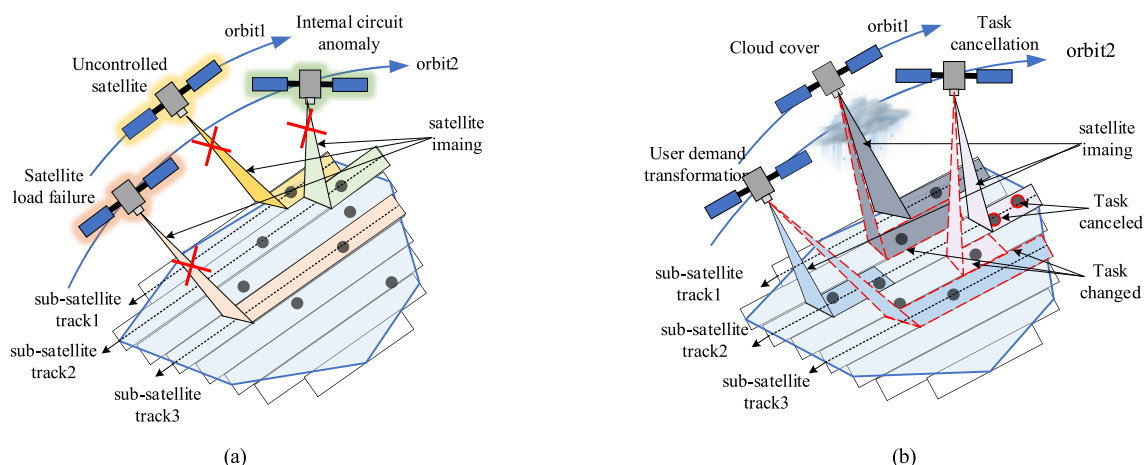 Internal circuit
anomaly
orbit1
orbit2
Uncontrolled
satellite
satellite
imaing
Satellite
load failure
sub-satellite
track1
sub-satellite
track2
sub-satellite
track3
(a)
orbit1
Task
cancellation
Cloud cover
orbit2
satellite
imaing
User demand
transformation
Task
canceled
Task
changed
sub-satellite
track1
sub-satellite
track2
sub-satellite
track3
(b)